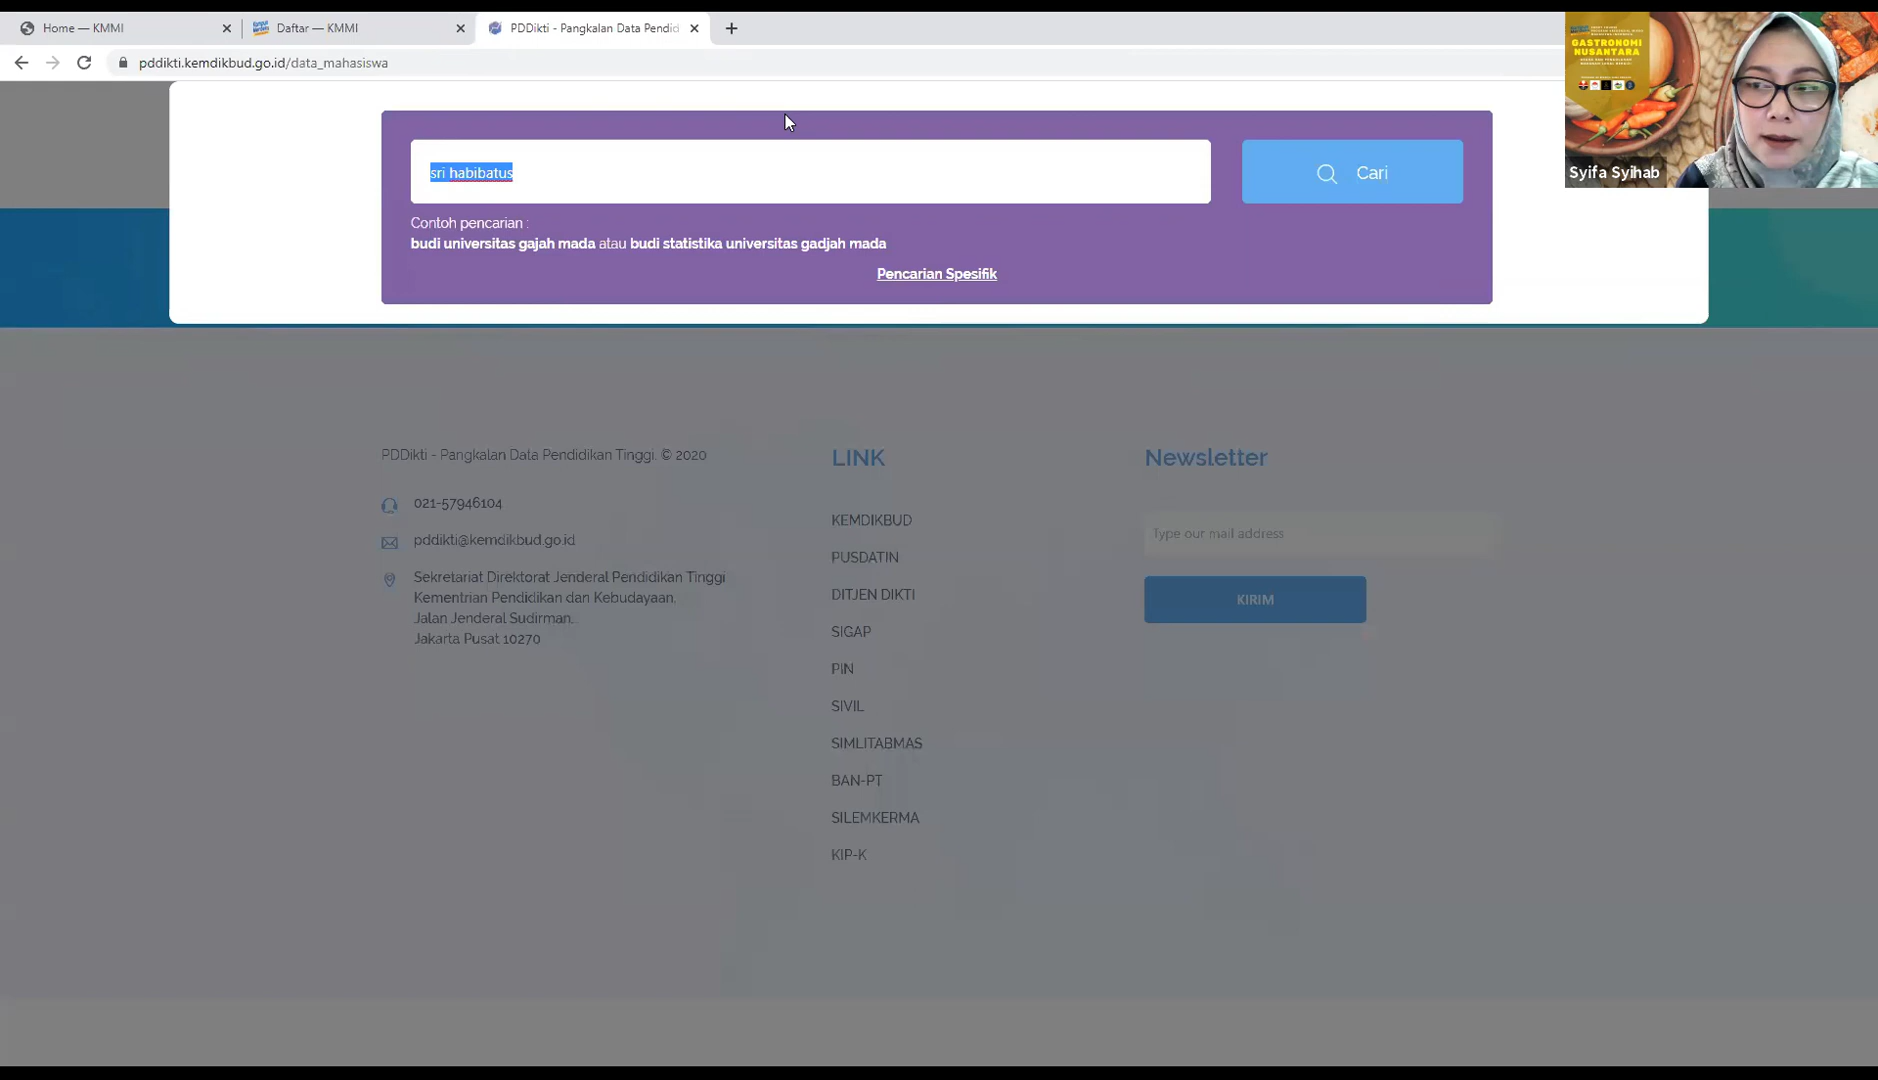 Home — KMMI
Daftar — KMMI
PDDikti - Pangkalan Data Pendid
pddikti.kemdikbud.go.id/data_mahasiswa
GASTRONOMI
NUSANTARA
Syifa Syihab
sri habibatus
Cari
Contoh pencarian :
budi universitas gajah mada atau budi statistika universitas gadjah mada
Pencarian Spesifik
PDDikti - Pangkalan Data Pendidikan Tinggi. © 2020
021-57946104
pddikti@kemdikbud.go.id
Sekretariat Direktorat Jenderal Pendidikan Tinggi
Kementrian Pendidikan dan Kebudayaan,
Jalan Jenderal Sudirman,
Jakarta Pusat 10270
LINK
KEMDIKBUD
PUSDATIN
DITJEN DIKTI
SIGAP
PIN
SIVIL
SIMLITABMAS
BAN-PT
SILEMKERMA
KIP-K
Newsletter
Type our mail address
KIRIM